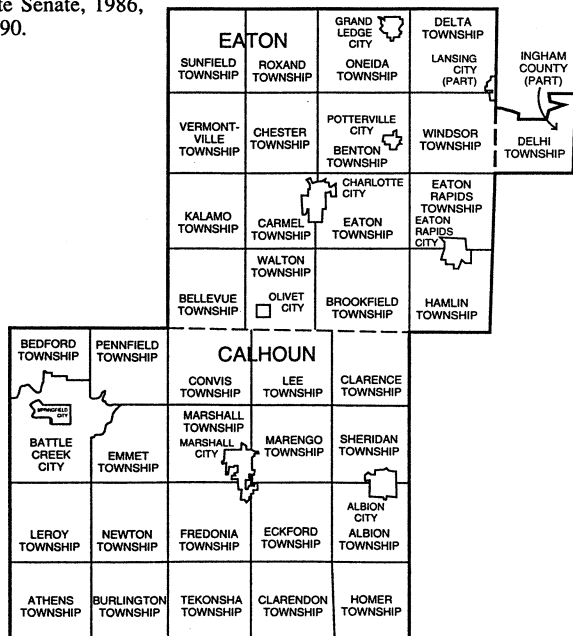 te Senate, 1986,
90.
EATON
GRAND
LEDGE
CITY
DELTA
TOWNSHIP
SUNFIELD
TOWNSHIP
ROXAND
TOWNSHIP
ONEIDA
TOWNSHIP
LANSING
CITY
(PART)
INGHAM
COUNTY
(PART)
VERMONT-
VILLE
TOWNSHIP
CHESTER
TOWNSHIP
POTTERVILLE
CITY
BENTON
TOWNSHIP
WINDSOR
TOWNSHIP
DELHI
TOWNSHIP
KALAMO
TOWNSHIP
CARMEL
TOWNSHIP
CHARLOTTE
CITY
EATON
TOWNSHIP
EATON
RAPIDS
TOWNSHIP
EATON
RAPIDS
CITY
BELLEVUE
TOWNSHIP
WALTON
TOWNSHIP
OLIVET
CITY
BROOKFIELD
TOWNSHIP
HAMLIN
TOWNSHIP
BEDFORD
TOWNSHIP
PENNFIELD
TOWNSHIP
CALHOUN
CONVIS
TOWNSHIP
LEE
TOWNSHIP
CLARENCE
TOWNSHIP
SPRINGFIELD
CITY
BATTLE
CREEK
CITY
EMMET
TOWNSHIP
MARSHALL
TOWNSHIP
MARSHALL
CITY
MARENGO
TOWNSHIP
SHERIDAN
TOWNSHIP
ALBION
CITY
LEROY
TOWNSHIP
NEWTON
TOWNSHIP
FREDONIA
TOWNSHIP
ECKFORD
TOWNSHIP
ALBION
TOWNSHIP
ATHENS
TOWNSHIP
BURLINGTON
TOWNSHIP
TEKONSHA
TOWNSHIP
CLARENDON
TOWNSHIP
HOMER
TOWNSHIP